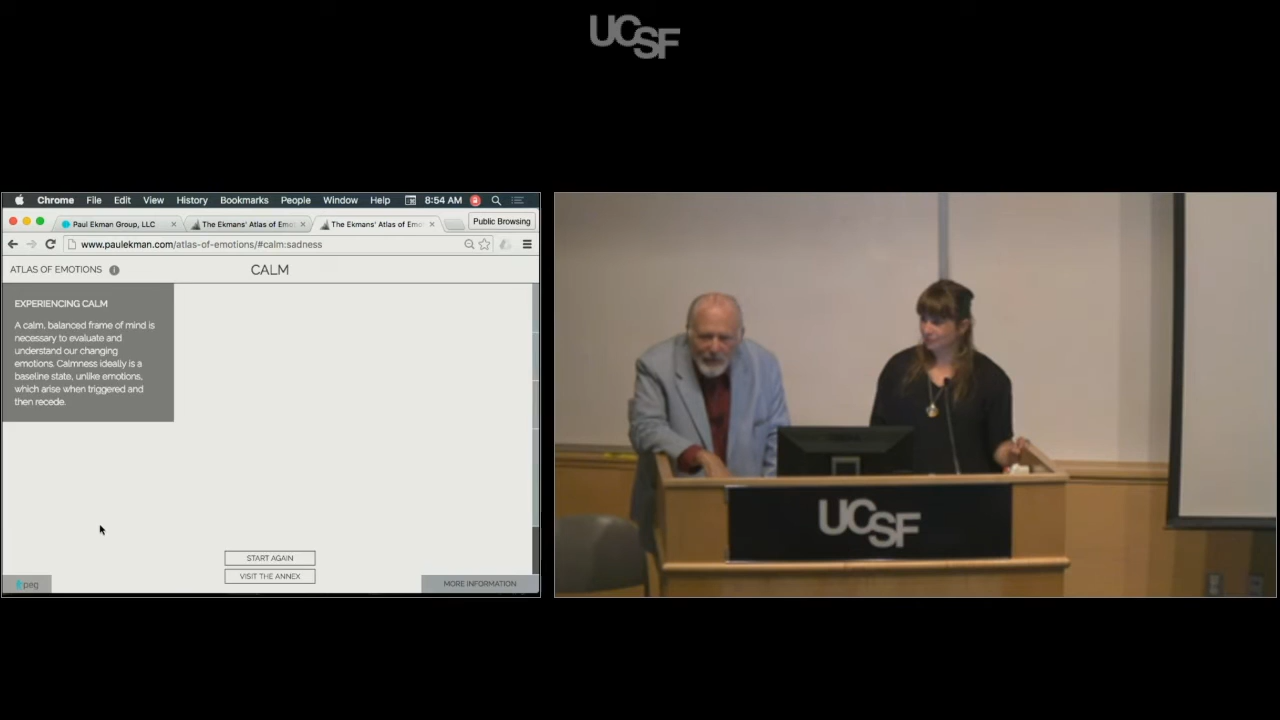 UCSF
Chrome File Edit View History Bookmarks People Window Help 8:54 AM
Paul Ekman Group, LLC
The Ekmans' Atlas of Emo
The Ekmans' Atlas of Emo
Public Browsing
www.paulekman.com/atlas-of-emotions/#calm:sadness
ATLAS OF EMOTIONS i
CALM
EXPERIENCING CALM
A calm, balanced frame of mind is
necessary to evaluate and
understand our changing
emotions. Calmness ideally is a
baseline state, unlike emotions,
which arise when triggered and
then recede.
START AGAIN
VISIT THE ANNEX
peg
MORE INFORMATION
UCSF